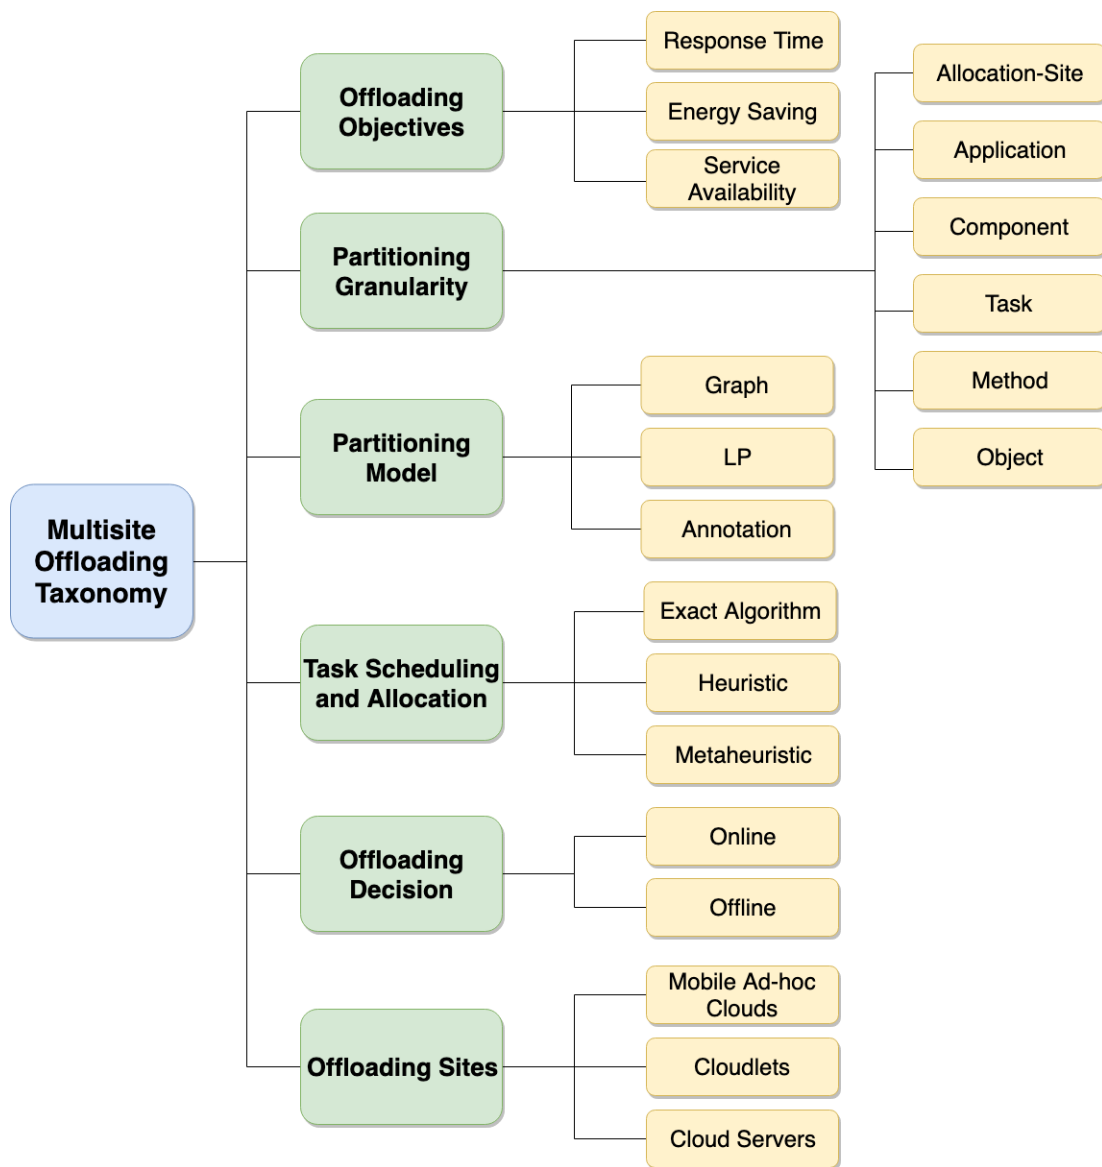 Multisite
Offloading
Taxonomy
Offloading
Objectives
Response Time
Energy Saving
Service
Availability
Partitioning
Granularity
Allocation-Site
Application
Component
Task
Method
Object
Partitioning
Model
Graph
LP
Annotation
Task Scheduling
and Allocation
Exact Algorithm
Heuristic
Metaheuristic
Offloading
Decision
Online
Offline
Offloading Sites
Mobile Ad-hoc
Clouds
Cloudlets
Cloud Servers